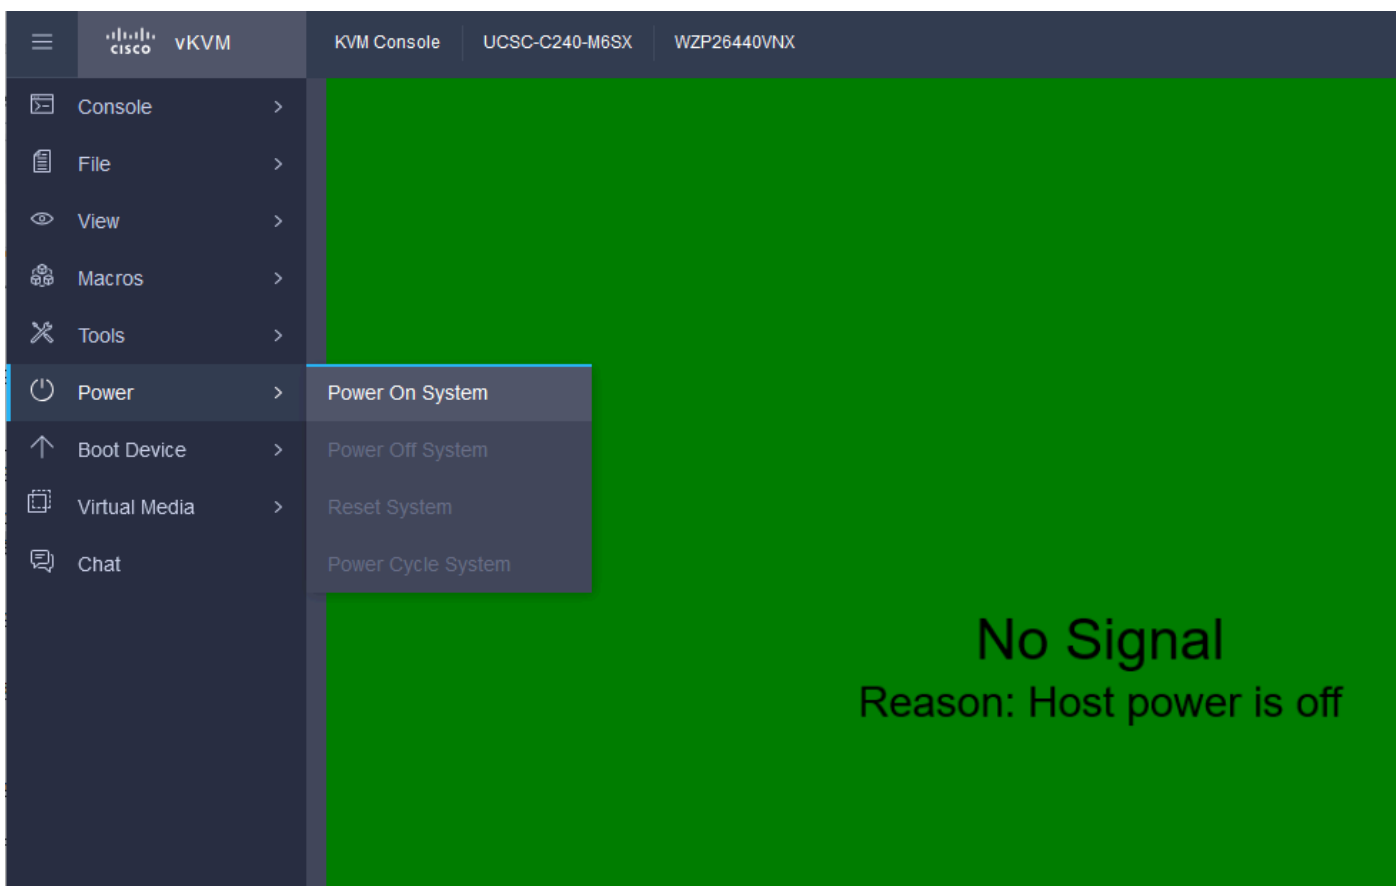 cisco vKVM KVM Console UCSC-C240-M6SX WZP26440VNX
Console
File
View
Macros
Tools
Power
Power On System
Boot Device
Power Off System
Virtual Media
Reset System
Chat
Power Cycle System
No Signal
Reason: Host power is off